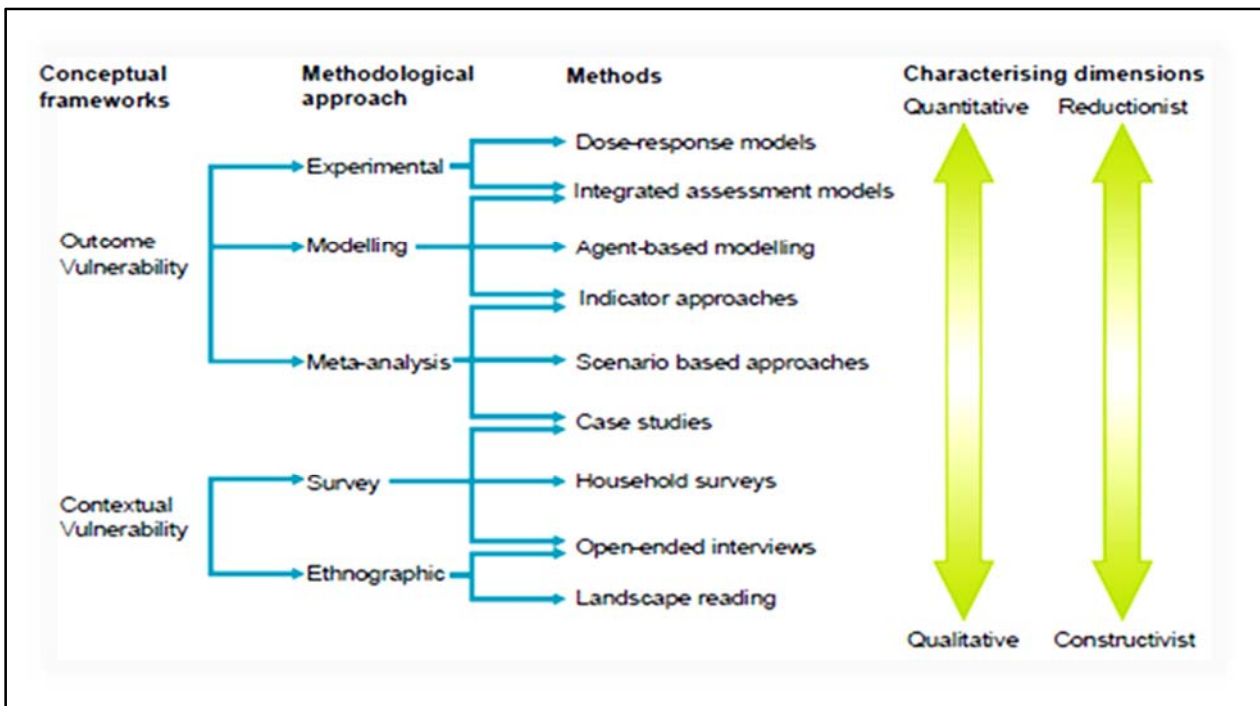 Conceptual
frameworks
Methodological
approach
Methods
Characterising dimensions
Quantitative
Reductionist
Outcome
Vulnerability
Contextual
Vulnerability
Experimental
Modelling
Meta-analysis
Survey
Ethnographic
Dose-response models
Integrated assessment models
Agent-based modelling
Indicator approaches
Scenario based approaches
Case studies
Household surveys
Open-ended interviews
Landscape reading
Qualitative
Constructivist